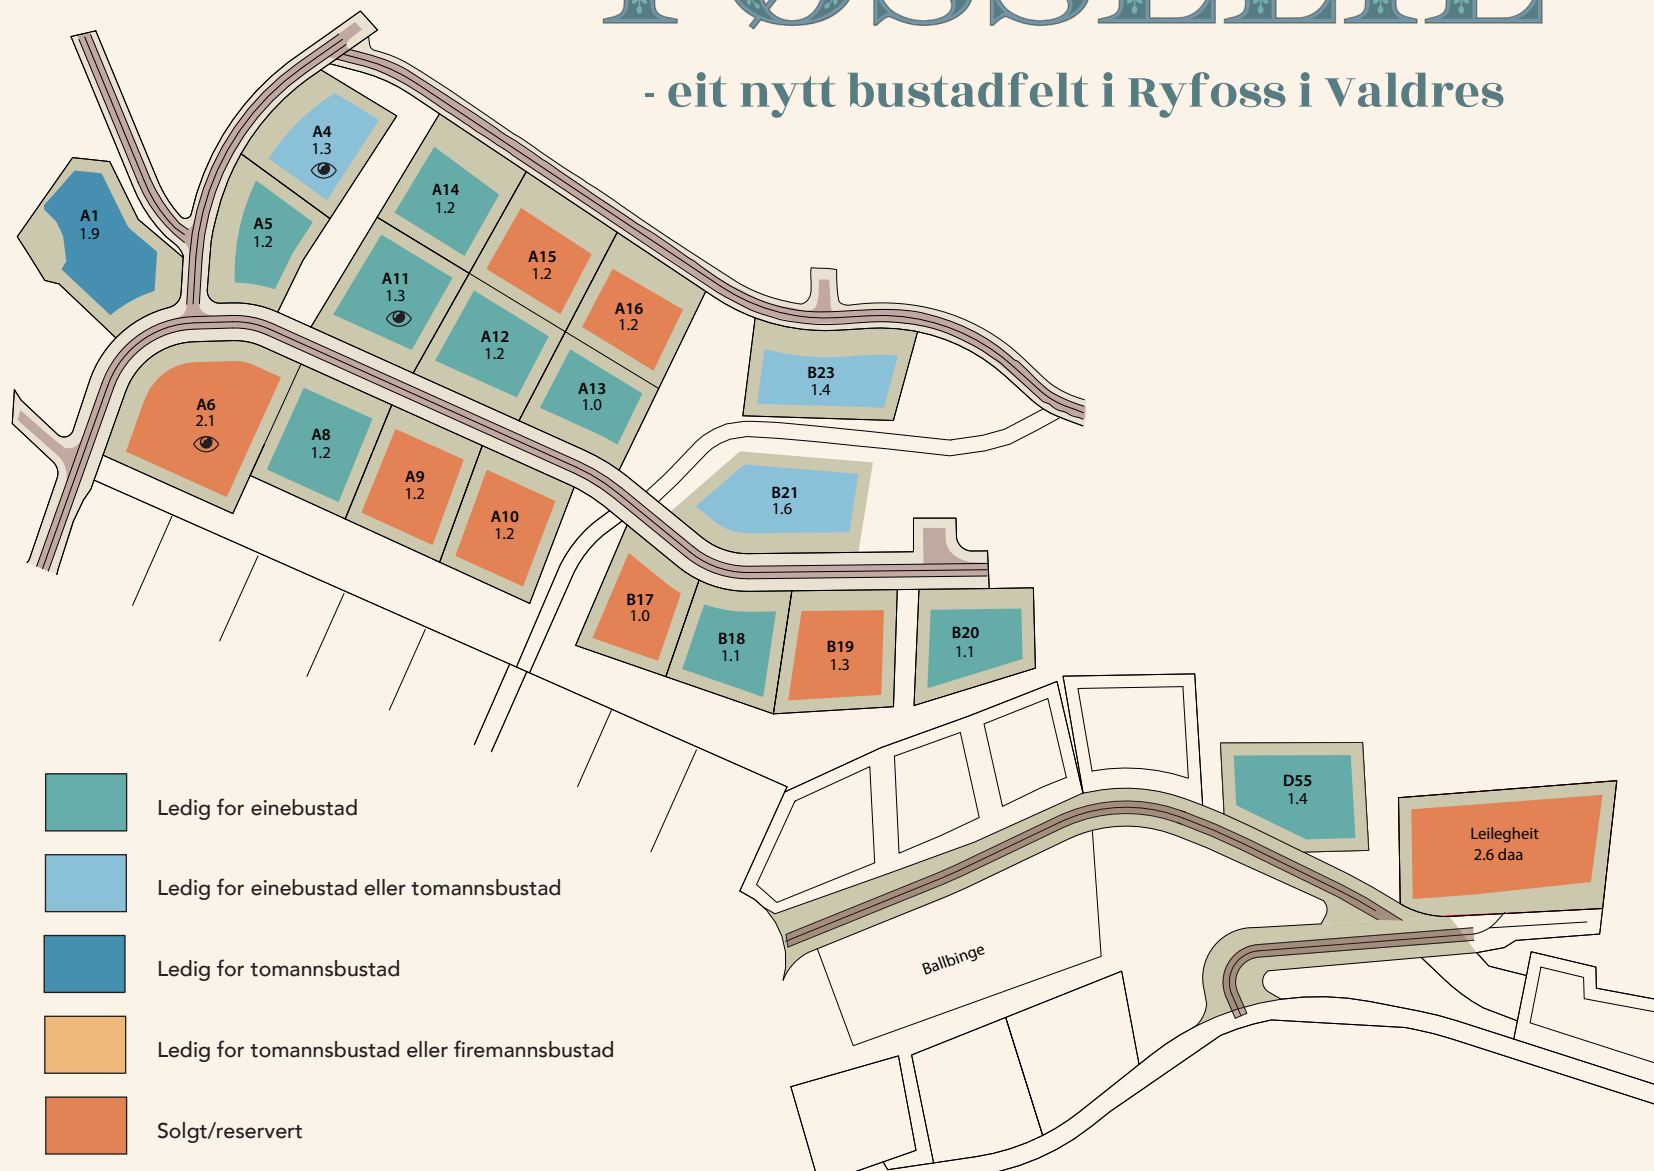 - eit nytt bustadfelt i Ryfoss i Valdres
A4
1.3
A1
1.9
A5
1.2
A14
1.2
A15
1.2
A11
1.3
A16
1.2
A12
1.2
A13
1.0
B23
1.4
A6
2.1
A8
1.2
A9
1.2
A10
1.2
B21
1.6
B17
1.0
B18
1.1
B19
1.3
B20
1.1
D55
1.4
Leilegheit
2.6 daa
Ballbinge
Ledig for einebustad
Ledig for einebustad eller tomannsbustad
Ledig for tomannsbustad
Ledig for tomannsbustad eller firemannsbustad
Solgt/reservert